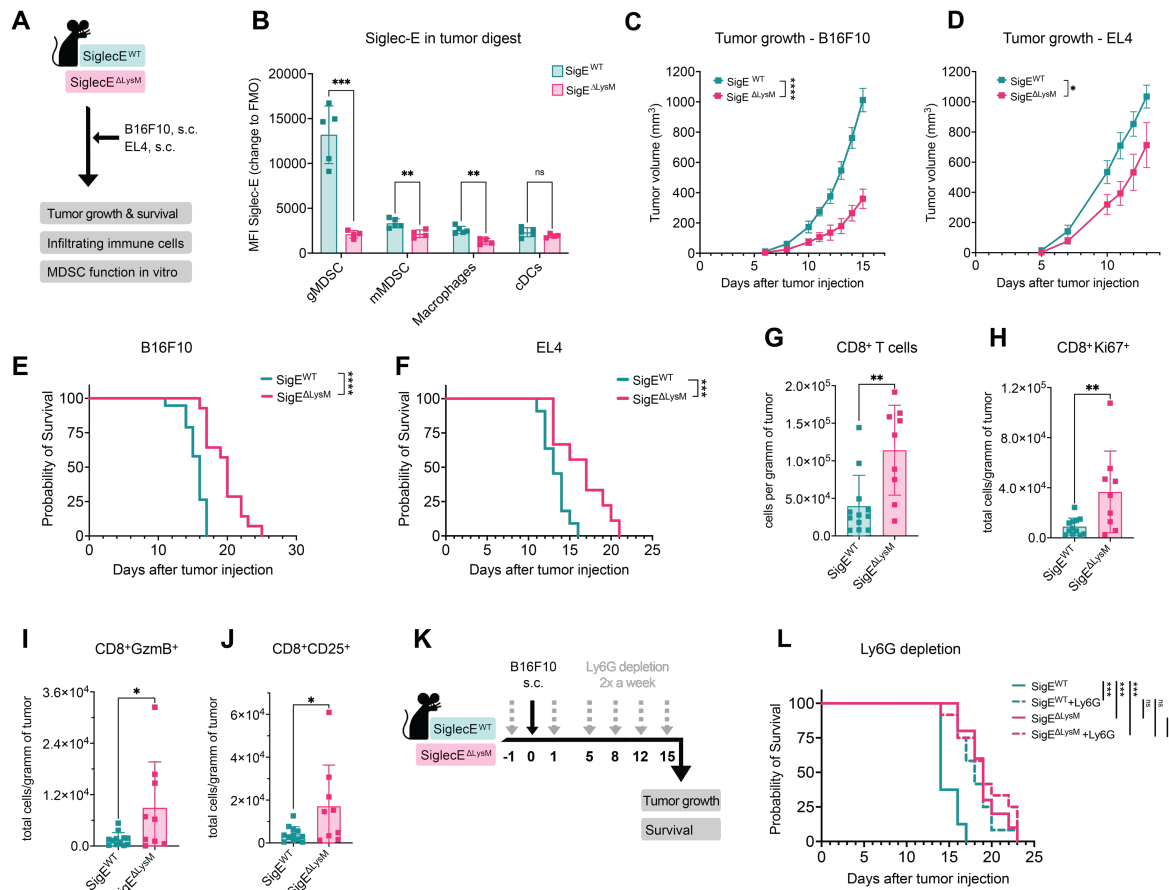 A
SiglecEᵂᵀ
SiglecEᐃLysM
B16F10, s.c.
EL4, s.c.
Tumor growth & survival
Infiltrating immune cells
MDSC function in vitro
B
Siglec-E in tumor digest
MFI Siglec-E (change to FMO)
20000
15000
10000
5000
0
SigE WT
SigE ΔLysM
***
**
**
ns
gMDSC
mMDSC
Macrophages
cDCs
C
Tumor growth - B16F10
SigE WT
SigE ΔLysM
****
Tumor volume (mm³)
1200
1000
800
600
400
200
0
0 5 10 15
Days after tumor injection
D
Tumor growth - EL4
SigE WT
SigE ΔLysM
*
Tumor volume (mm³)
1200
1000
800
600
400
200
0
0 5 10
Days after tumor injection
E
B16F10
SigE WT
SigE ΔLysM
****
Probability of Survival
100
75
50
25
0
0 10 20 30
Days after tumor injection
F
EL4
SigE WT
SigE ΔLysM
***
Probability of Survival
100
75
50
25
0
0 5 10 15 20 25
Days after tumor injection
G
CD8⁺ T cells
**
cells per gramm of tumor
2.0×10⁵
1.5×10⁵
1.0×10⁵
5.0×10⁴
0.0
SigE WT
SigE ΔLysM
H
CD8⁺Ki67⁺
**
total cells/gramm of tumor
1.2×10⁵
8.0×10⁴
4.0×10⁴
0.0
SigE WT
SigE ΔLysM
I
CD8⁺GzmB⁺
*
total cells/gramm of tumor
3.6×10⁴
2.4×10⁴
1.2×10⁴
0.0
SigE WT
SigE ΔLysM
J
CD8⁺CD25⁺
*
total cells/gramm of tumor
6×10⁴
4×10⁴
2×10⁴
0
SigE WT
SigE ΔLysM
K
B16F10
s.c.
Ly6G depletion
2x a week
SiglecE WT
SiglecE ΔLysM
-1 0 1 5 8 12 15
Tumor growth
Survival
L
Ly6G depletion
SigE WT
SigE WT+Ly6G
SigE ΔLysM
SigE ΔLysM +Ly6G
***
***
***
ns
ns
Probability of Survival
100
75
50
25
0
0 5 10 15 20 25
Days after tumor injection